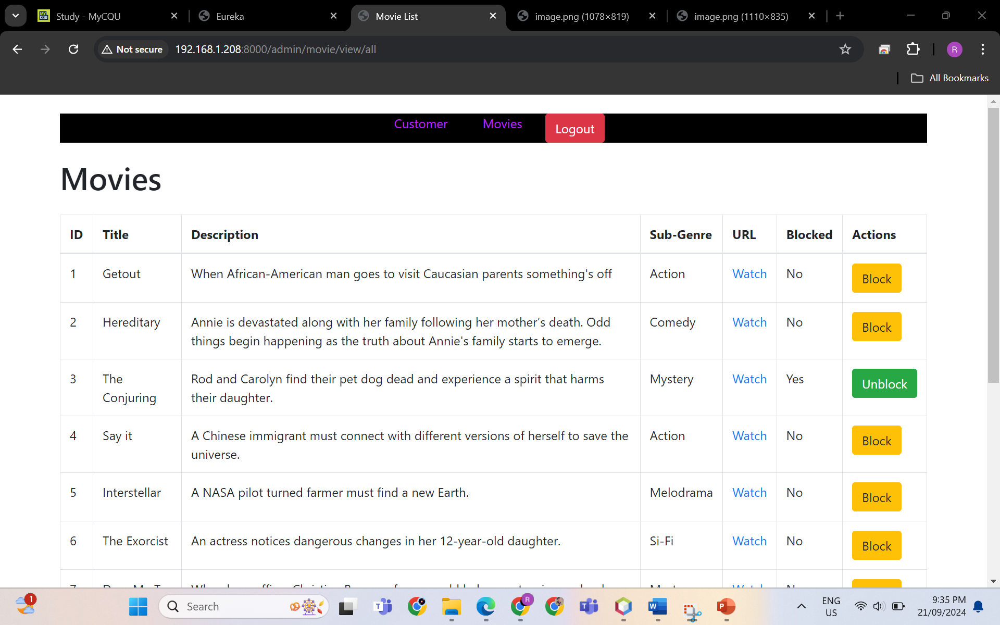 Study - MyCQU
Eureka
Movie List
image.png (1078×819)
image.png (1110×835)
Not secure
192.168.1.208:8000/admin/movie/view/all
R
All Bookmarks
Customer Movies Logout
Movies
ID Title Description Sub-Genre URL Blocked Actions
1 Getout When African-American man goes to visit Caucasian parents something's off Action Watch No Block
2 Hereditary Annie is devastated along with her family following her mother’s death. Odd Comedy Watch No Block
things begin happening as the truth about Annie's family starts to emerge.
3 The Rod and Carolyn find their pet dog dead and experience a spirit that harms Mystery Watch Yes Unblock
Conjuring their daughter.
4 Say it A Chinese immigrant must connect with different versions of herself to save the Action Watch No Block
universe.
5 Interstellar A NASA pilot turned farmer must find a new Earth. Melodrama Watch No Block
6 The Exorcist An actress notices dangerous changes in her 12-year-old daughter. Si-Fi Watch No Block
1
Search
R
ENG
US
9:35 PM
21/09/2024